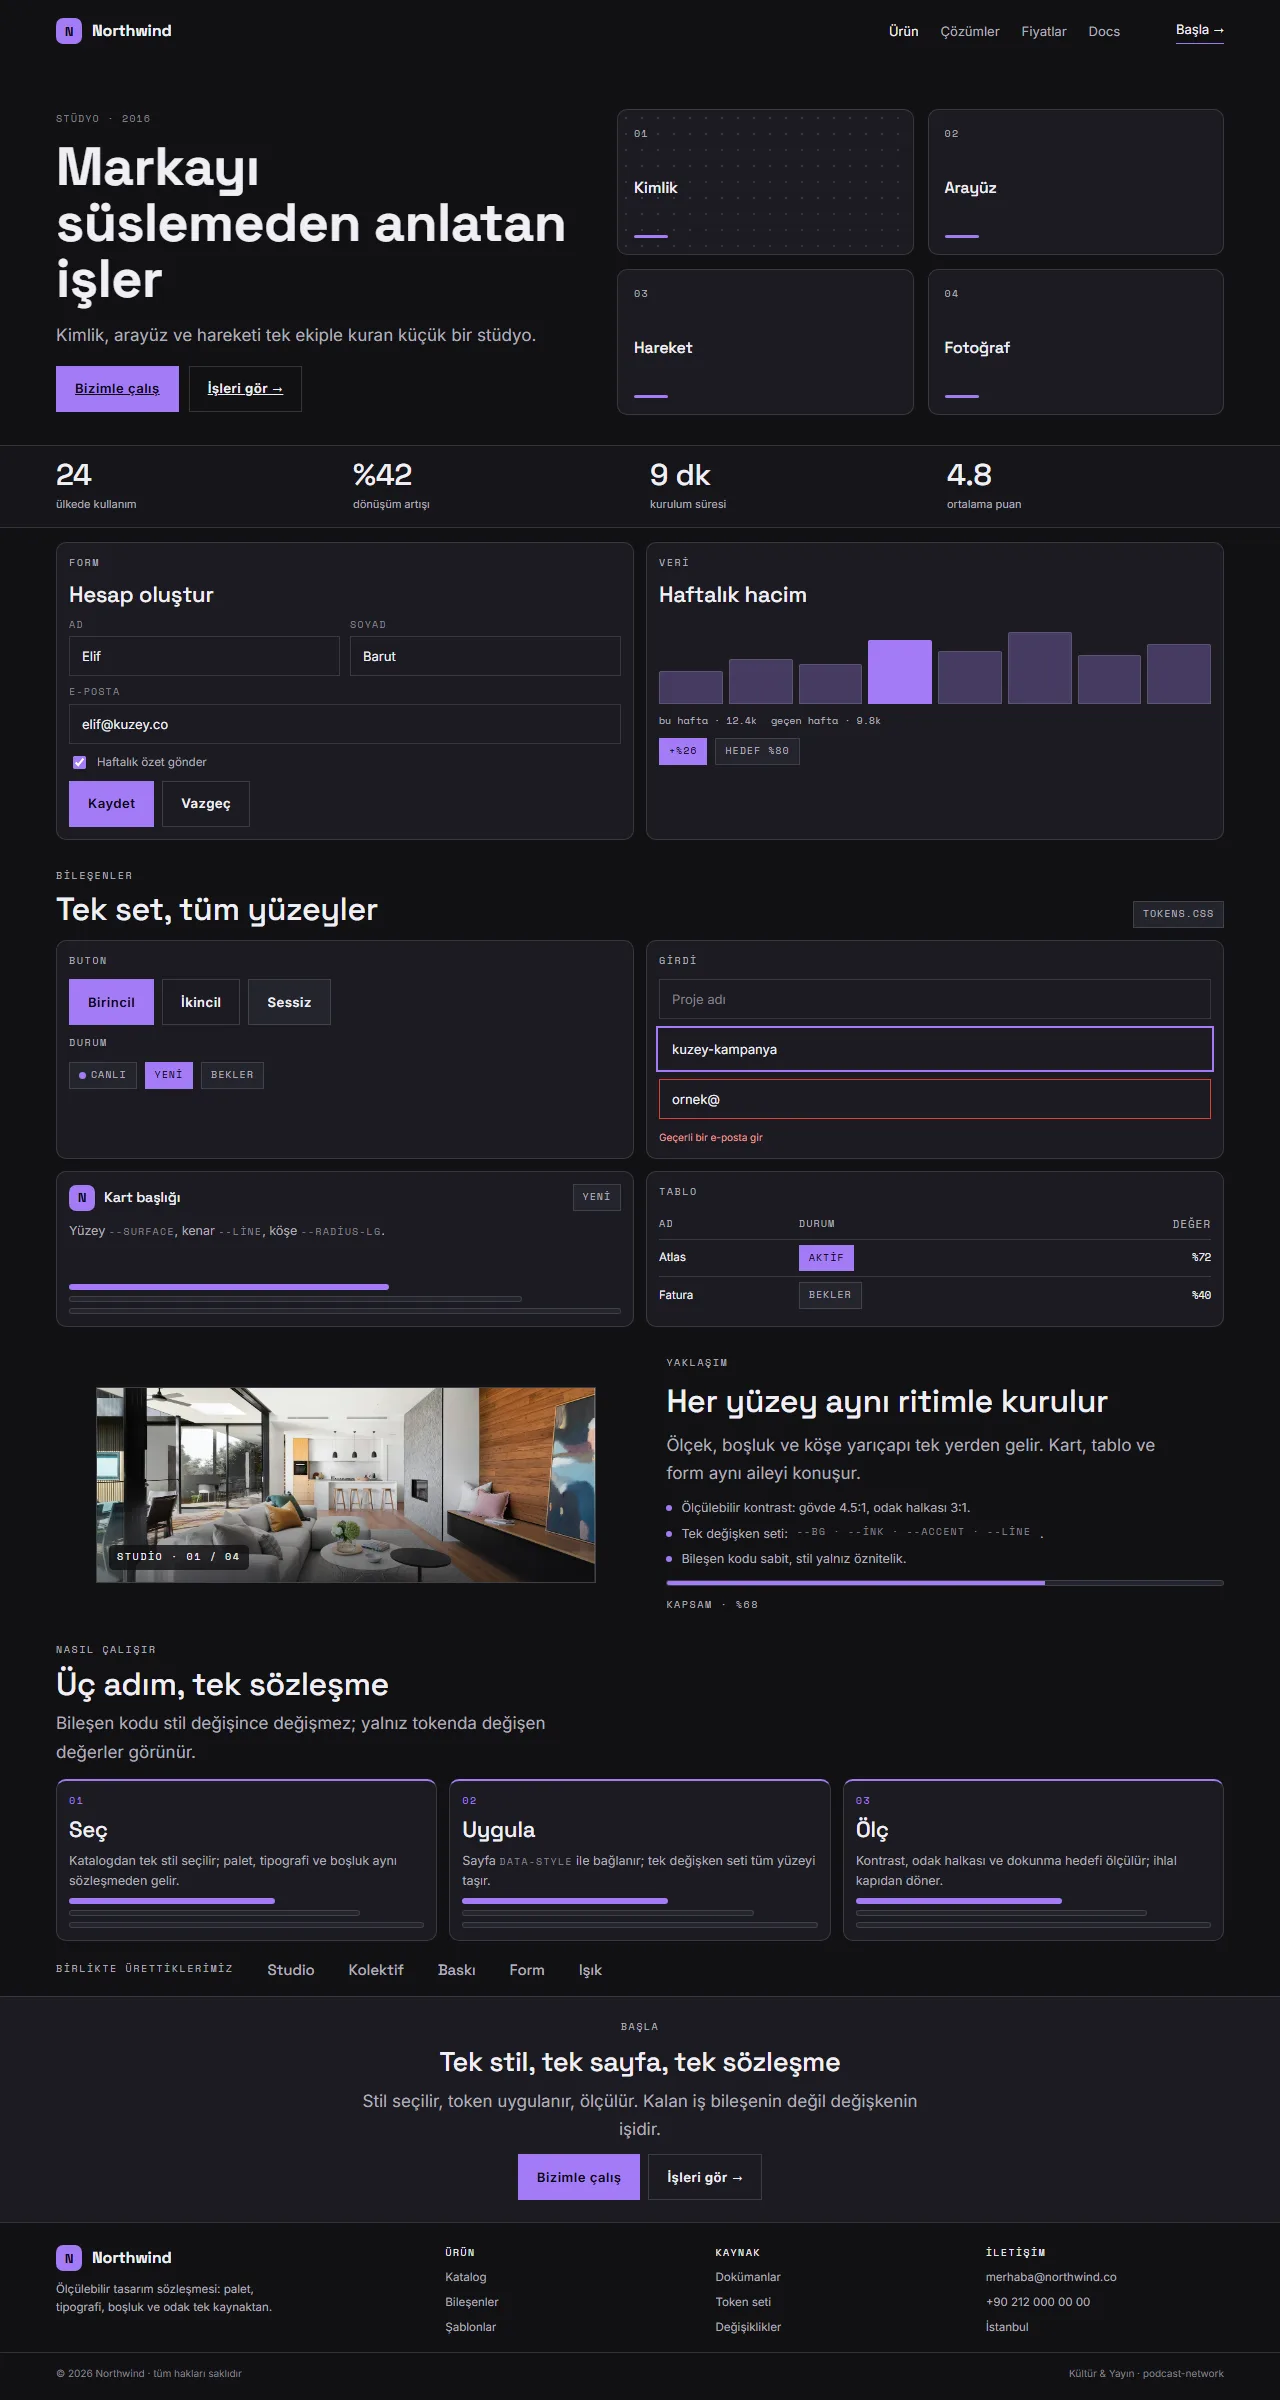 N Northwind
Ürün Çözümler Fiyatlar Docs Başla →
STÜDYO · 2016
Markayı
süslemeden anlatan
işler
Kimlik, arayüz ve hareketi tek ekiple kuran küçük bir stüdyo.
Bizimle çalış İşleri gör →
01
Kimlik
02
Arayüz
03
Hareket
04
Fotoğraf
24
ülkede kullanım
%42
dönüşüm artışı
9 dk
kurulum süresi
4.8
ortalama puan
FORM
Hesap oluştur
AD SOYAD
Elif Barut
E-POSTA
elif@kuzey.co
Haftalık özet gönder
Kaydet Vazgeç
VERİ
Haftalık hacim
bu hafta · 12.4k geçen hafta · 9.8k
+%26 HEDEF %80
BİLEŞENLER
Tek set, tüm yüzeyler
TOKENS.CSS
BUTON
Birincil İkincil Sessiz
DURUM
CANLI YENİ BEKLER
GİRDİ
Proje adı
kuzey-kampanya
ornek@
Geçerli bir e-posta gir
N Kart başlığı YENİ
Yüzey --SURFACE, kenar --LİNE, köşe --RADİUS-LG.
TABLO
AD DURUM DEĞER
Atlas AKTİF %72
Fatura BEKLER %40
STUDİO · 01 / 04
YAKLAŞIM
Her yüzey aynı ritimle kurulur
Ölçek, boşluk ve köşe yarıçapı tek yerden gelir. Kart, tablo ve
form aynı aileyi konuşur.
Ölçülebilir kontrast: gövde 4.5:1, odak halkası 3:1.
Tek değişken seti: --BG · --İNK · --ACCENT · --LİNE .
Bileşen kodu sabit, stil yalnız öznitelik.
KAPSAM · %68
NASIL ÇALIŞIR
Üç adım, tek sözleşme
Bileşen kodu stil değişince değişmez; yalnız tokenda değişen
değerler görünür.
01
Seç
Katalogdan tek stil seçilir; palet, tipografi ve boşluk aynı
sözleşmeden gelir.
02
Uygula
Sayfa DATA-STYLE ile bağlanır; tek değişken seti tüm yüzeyi
taşır.
03
Ölç
Kontrast, odak halkası ve dokunma hedefi ölçülür; ihlal
kapıdan döner.
BİRLİKTE ÜRETTİKLERİMİZ Studio Kolektif Baskı Form Işık
BAŞLA
Tek stil, tek sayfa, tek sözleşme
Stil seçilir, token uygulanır, ölçülür. Kalan iş bileşenin değil değişkenin
işidir.
Bizimle çalış İşleri gör →
N Northwind
Ölçülebilir tasarım sözleşmesi: palet,
tipografi, boşluk ve odak tek kaynaktan.
ÜRÜN
Katalog
Bileşenler
Şablonlar
KAYNAK
Dokümanlar
Token seti
Değişiklikler
İLETİŞİM
merhaba@northwind.co
+90 212 000 00 00
İstanbul
© 2026 Northwind · tüm hakları saklıdır
Kültür & Yayın · podcast-network